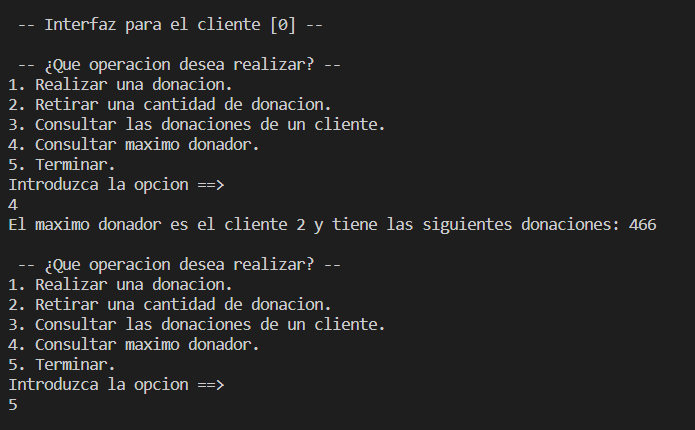 -- Interfaz para el cliente [0] --
-- ¿Que operacion desea realizar? --
1. Realizar una donacion.
2. Retirar una cantidad de donacion.
3. Consultar las donaciones de un cliente.
4. Consultar maximo donador.
5. Terminar.
Introduzca la opcion ==>
4
El maximo donador es el cliente 2 y tiene las siguientes donaciones: 466
-- ¿Que operacion desea realizar? --
1. Realizar una donacion.
2. Retirar una cantidad de donacion.
3. Consultar las donaciones de un cliente.
4. Consultar maximo donador.
5. Terminar.
Introduzca la opcion ==>
5